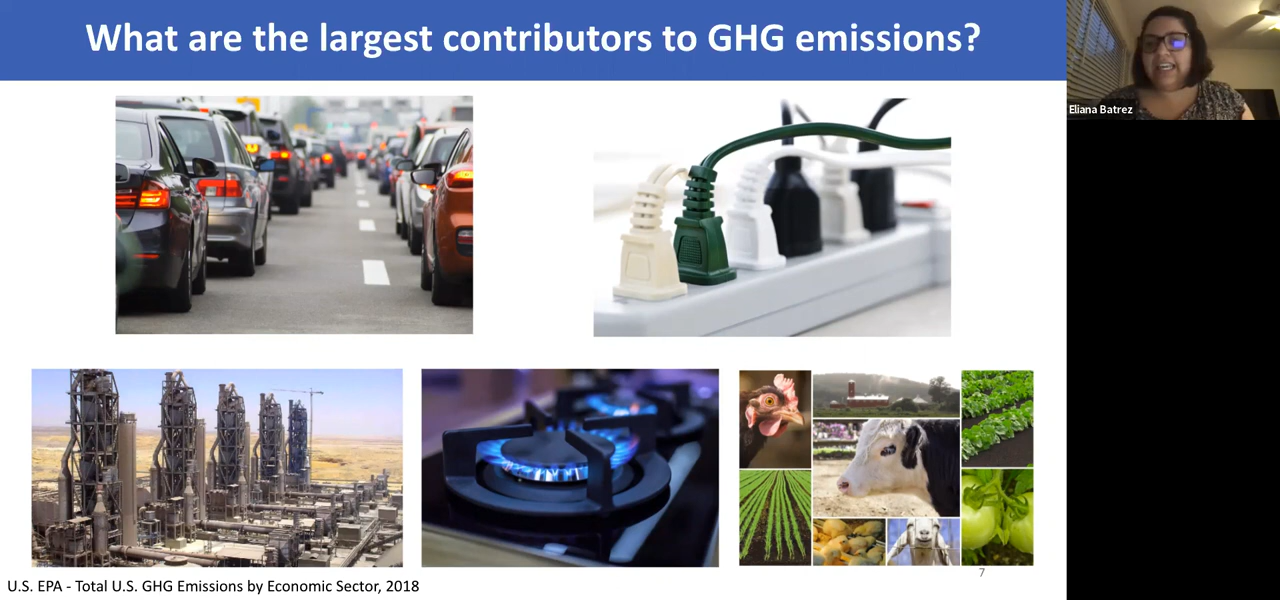 What are the largest contributors to GHG emissions?
Eliana Batrez
7
U.S. EPA - Total U.S. GHG Emissions by Economic Sector, 2018